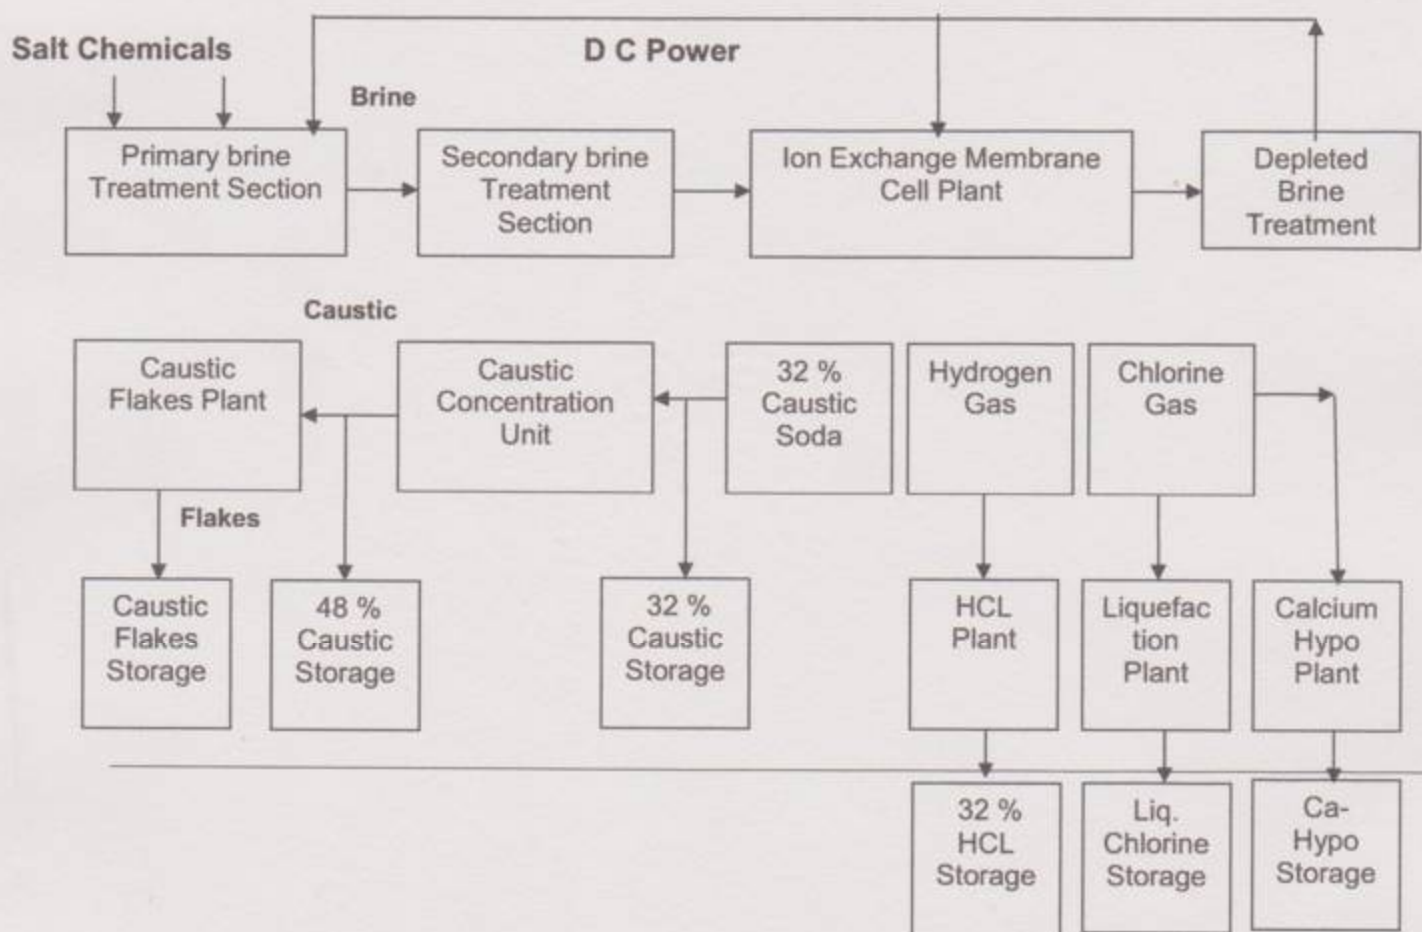 Salt Chemicals
D C Power
Brine
Primary brine
Treatment Section
Secondary brine
Treatment
Section
Ion Exchange Membrane
Cell Plant
Depleted
Brine
Treatment
Caustic
Caustic
Flakes Plant
Caustic
Concentration
Unit
32 %
Caustic
Soda
Hydrogen
Gas
Chlorine
Gas
Flakes
Caustic
Flakes
Storage
48 %
Caustic
Storage
32 %
Caustic
Storage
HCL
Plant
Liquefac
tion
Plant
Calcium
Hypo
Plant
32 %
HCL
Storage
Liq.
Chlorine
Storage
Ca-
Hypo
Storage